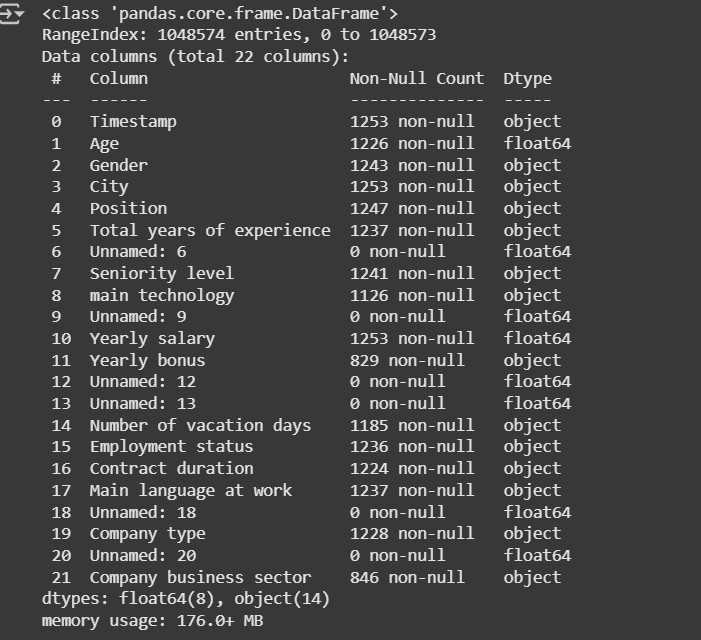 <class 'pandas.core.frame.DataFrame'>
RangeIndex: 1048574 entries, 0 to 1048573
Data columns (total 22 columns):
 #   Column                     Non-Null Count  Dtype
---  ------                     --------------  -----
 0   Timestamp                  1253 non-null   object
 1   Age                        1226 non-null   float64
 2   Gender                     1243 non-null   object
 3   City                       1253 non-null   object
 4   Position                   1247 non-null   object
 5   Total years of experience  1237 non-null   object
 6   Unnamed: 6                 0 non-null      float64
 7   Seniority level            1241 non-null   object
 8   main technology            1126 non-null   object
 9   Unnamed: 9                 0 non-null      float64
 10  Yearly salary              1253 non-null   float64
 11  Yearly bonus               829 non-null    object
 12  Unnamed: 12                0 non-null      float64
 13  Unnamed: 13                0 non-null      float64
 14  Number of vacation days    1185 non-null   object
 15  Employment status          1236 non-null   object
 16  Contract duration          1224 non-null   object
 17  Main language at work      1237 non-null   object
 18  Unnamed: 18                0 non-null      float64
 19  Company type               1228 non-null   object
 20  Unnamed: 20                0 non-null      float64
 21  Company business sector    846 non-null    object
dtypes: float64(8), object(14)
memory usage: 176.0+ MB